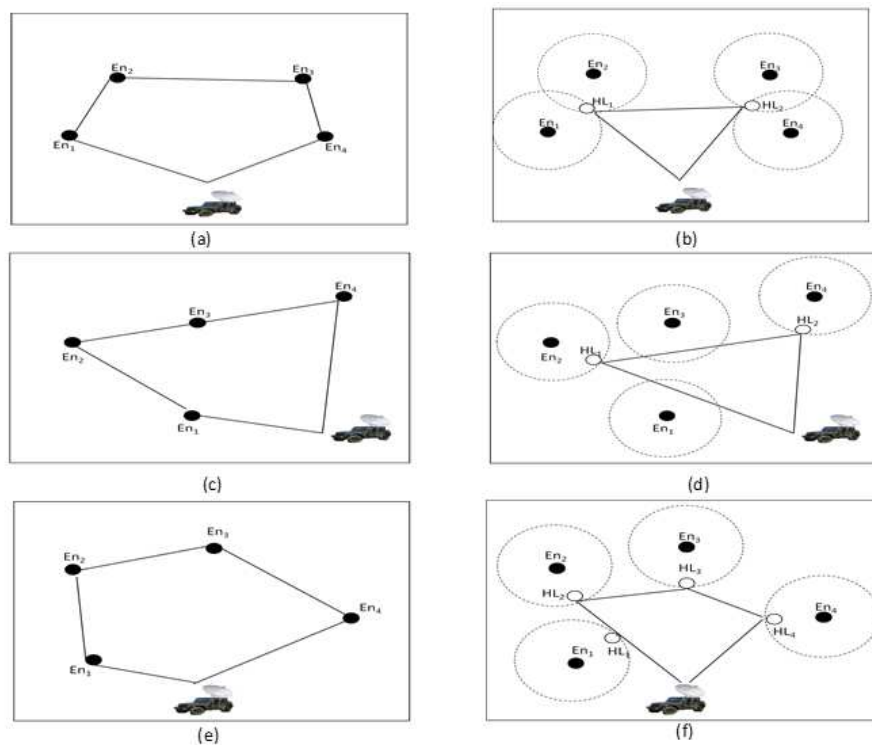 En2
En3
En1
En4
(a)
En2
En3
HL1
HL2
En1
En4
(b)
En4
En3
En2
En1
(c)
En4
En3
HL2
En2
HL1
En1
(d)
En3
En2
En4
En1
(e)
En3
En2
HL3
HL2
En4
HL1
HL4
En1
(f)